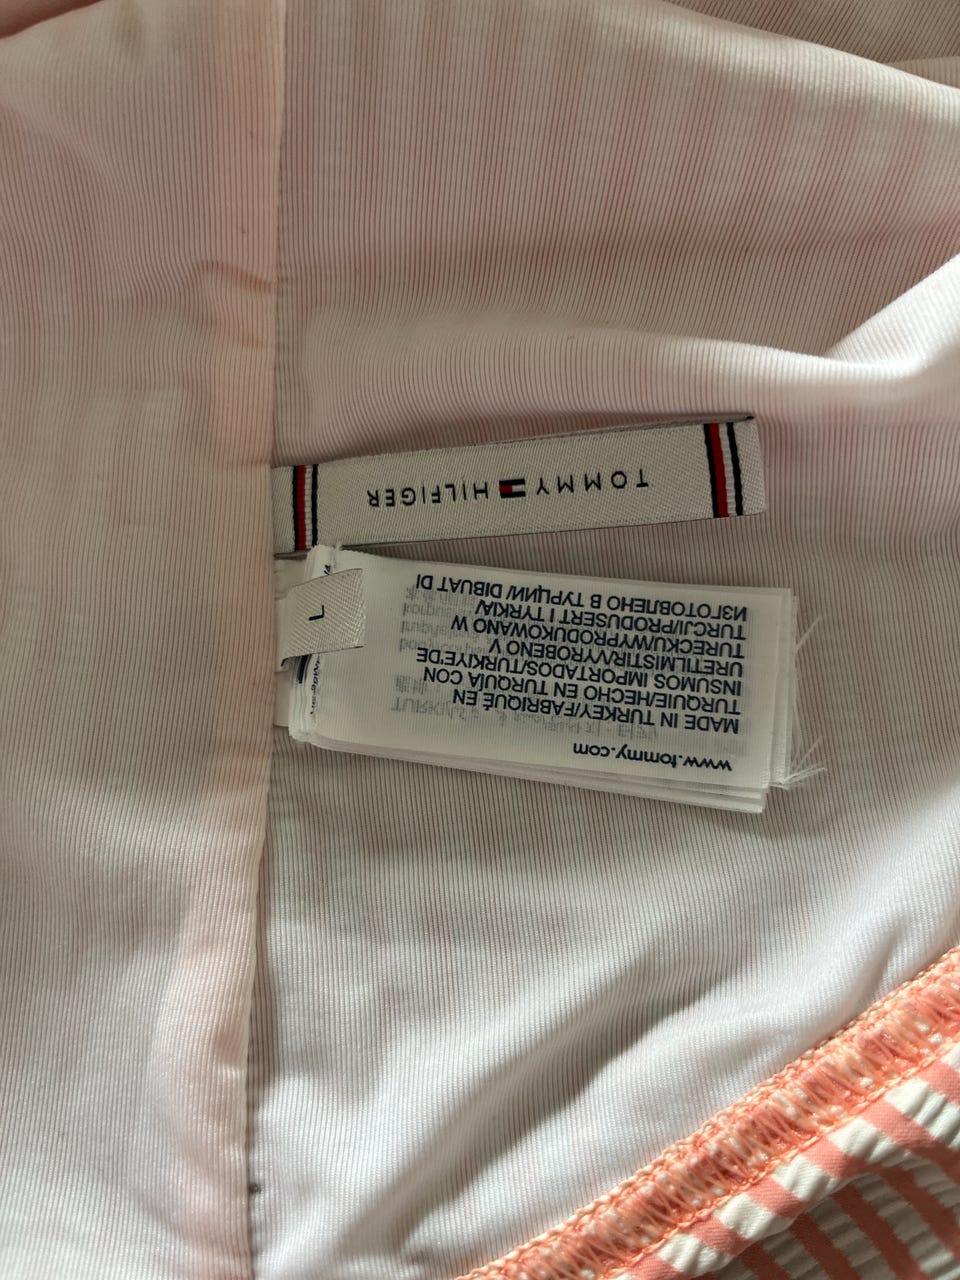 TOMMY HILFIGER
L
www.tommy.com
MADE IN TURKEY/FABRIQUÉ EN
TURQUIE/HECHO EN TURQUÍA CON
INSUMOS IMPORTADOS/TURKIYE'DE
URETILMISTIR/VYROBENO V
TURECKU/WYPRODUKOWANO W
TURCJI/PRODUSERT I TYRKIA/
ИЗГОТОВЛЕНО В ТУРЦИИ/ DIBUAT DI